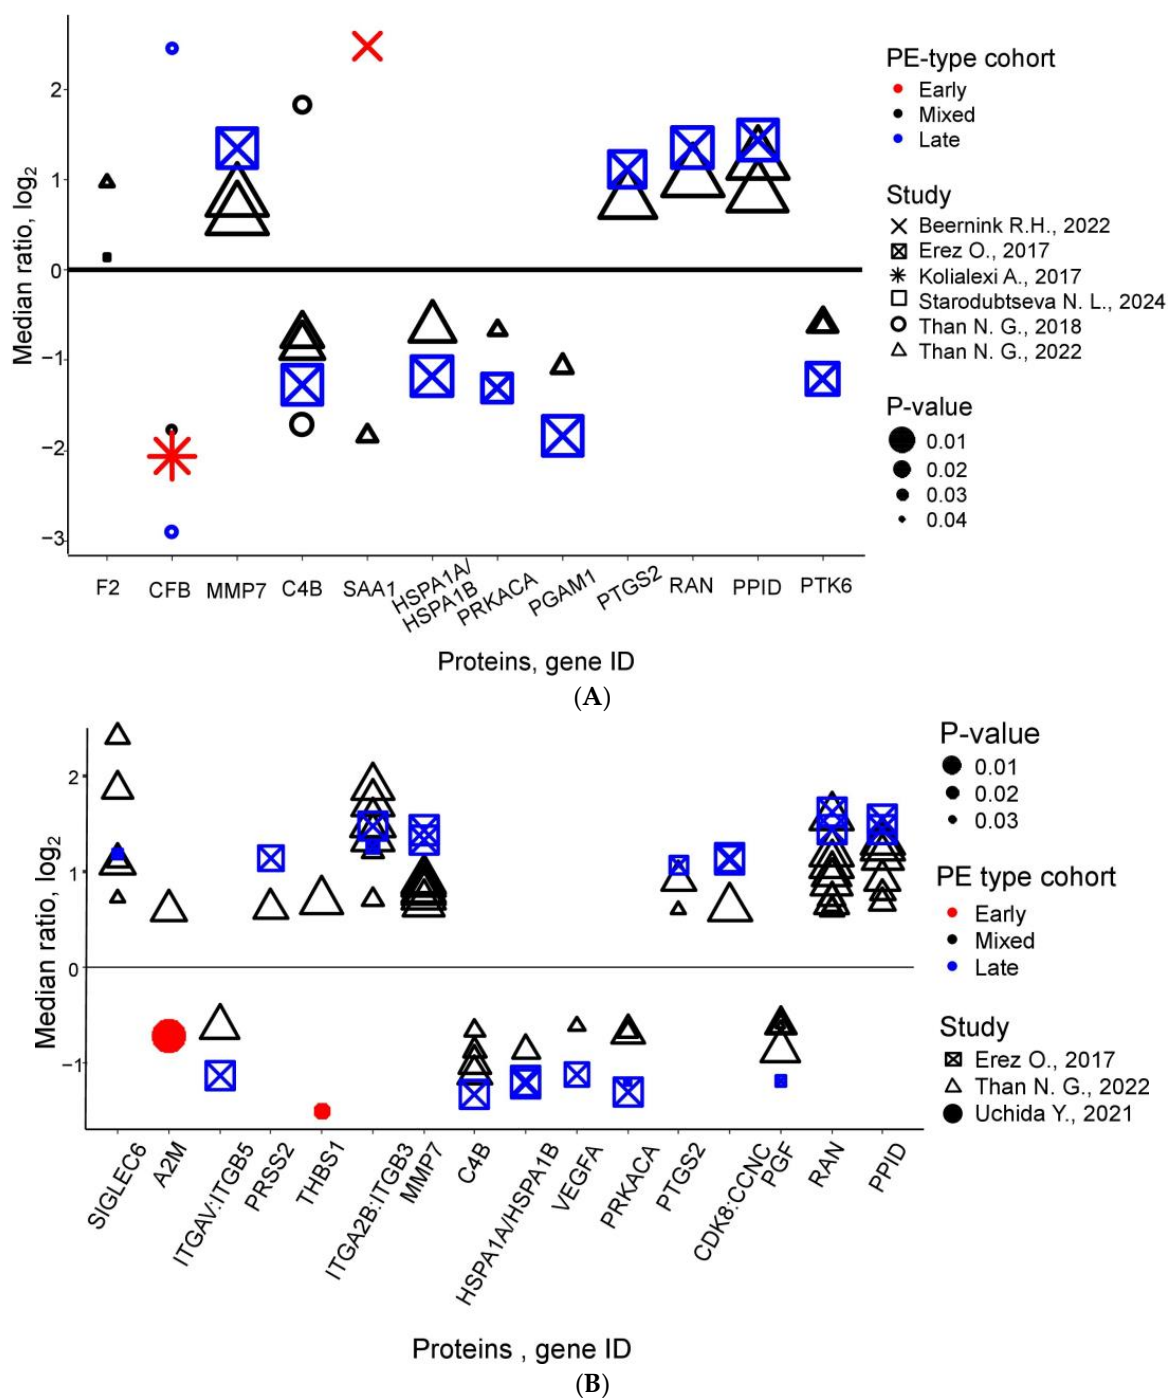 PE-type cohort
Early
Mixed
Late
Study
Beernink R.H., 2022
Erez O., 2017
Kolialexi A., 2017
Starodubtseva N. L., 2024
Than N. G., 2018
Than N. G., 2022
P-value
0.01
0.02
0.03
0.04
Median ratio, log2
2
1
0
−1
−2
−3
F2
CFB
MMP7
C4B
SAA1
HSPA1A/
HSPA1B
PRKACA
PGAM1
PTGS2
RAN
PPID
PTK6
Proteins, gene ID
(A)
P-value
0.01
0.02
0.03
PE type cohort
Early
Mixed
Late
Study
Erez O., 2017
Than N. G., 2022
Uchida Y., 2021
Median ratio, log2
2
1
0
−1
SIGLEC6
A2M
ITGAV:ITGB5
PRSS2
THBS1
ITGA2B:ITGB3
MMP7
C4B
HSPA1A/HSPA1B
VEGFA
PRKACA
PTGS2
CDK8:CCNC
PGF
RAN
PPID
Proteins , gene ID
(B)